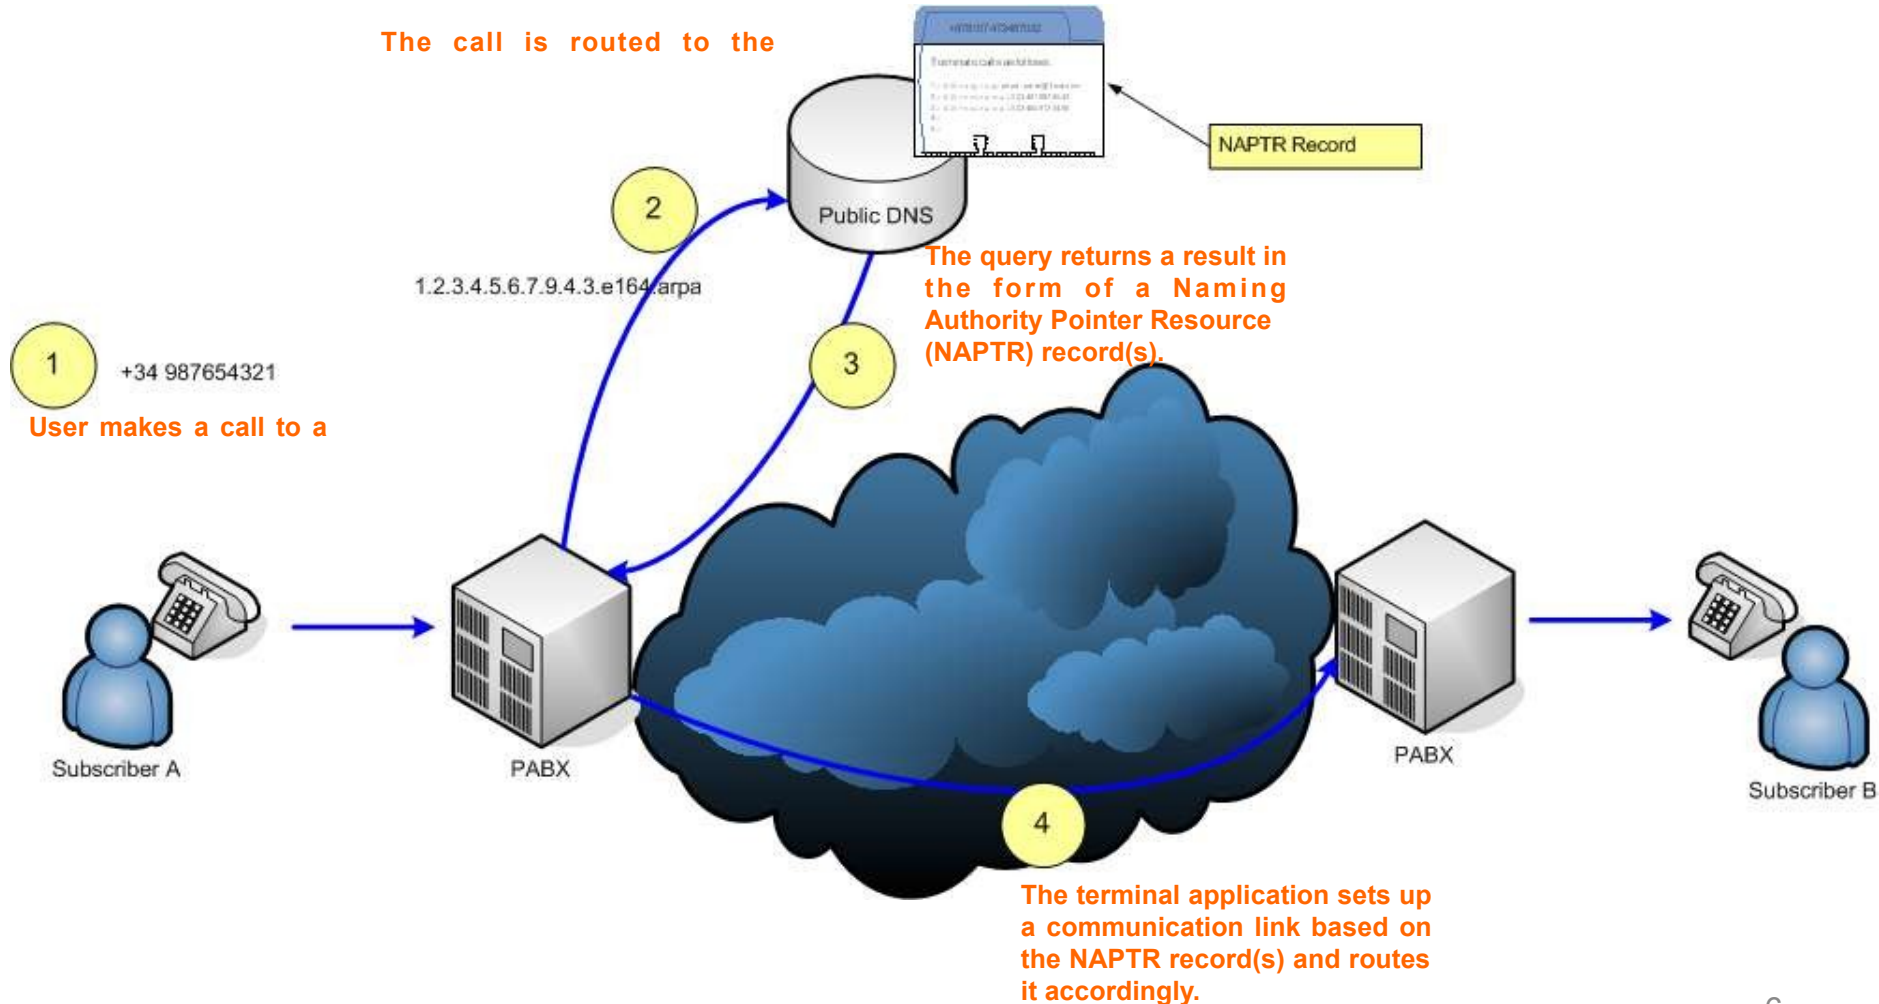 The call is routed to the
NAPTR Record
2
Public DNS
1.2.3.4.5.6.7.9.4.3.e164.arpa
The query returns a result in
the form of a Naming
Authority Pointer Resource
(NAPTR) record(s).
1
+34 987654321
3
User makes a call to a
Subscriber A
PABX
PABX
Subscriber B
4
The terminal application sets up
a communication link based on
the NAPTR record(s) and routes
it accordingly.